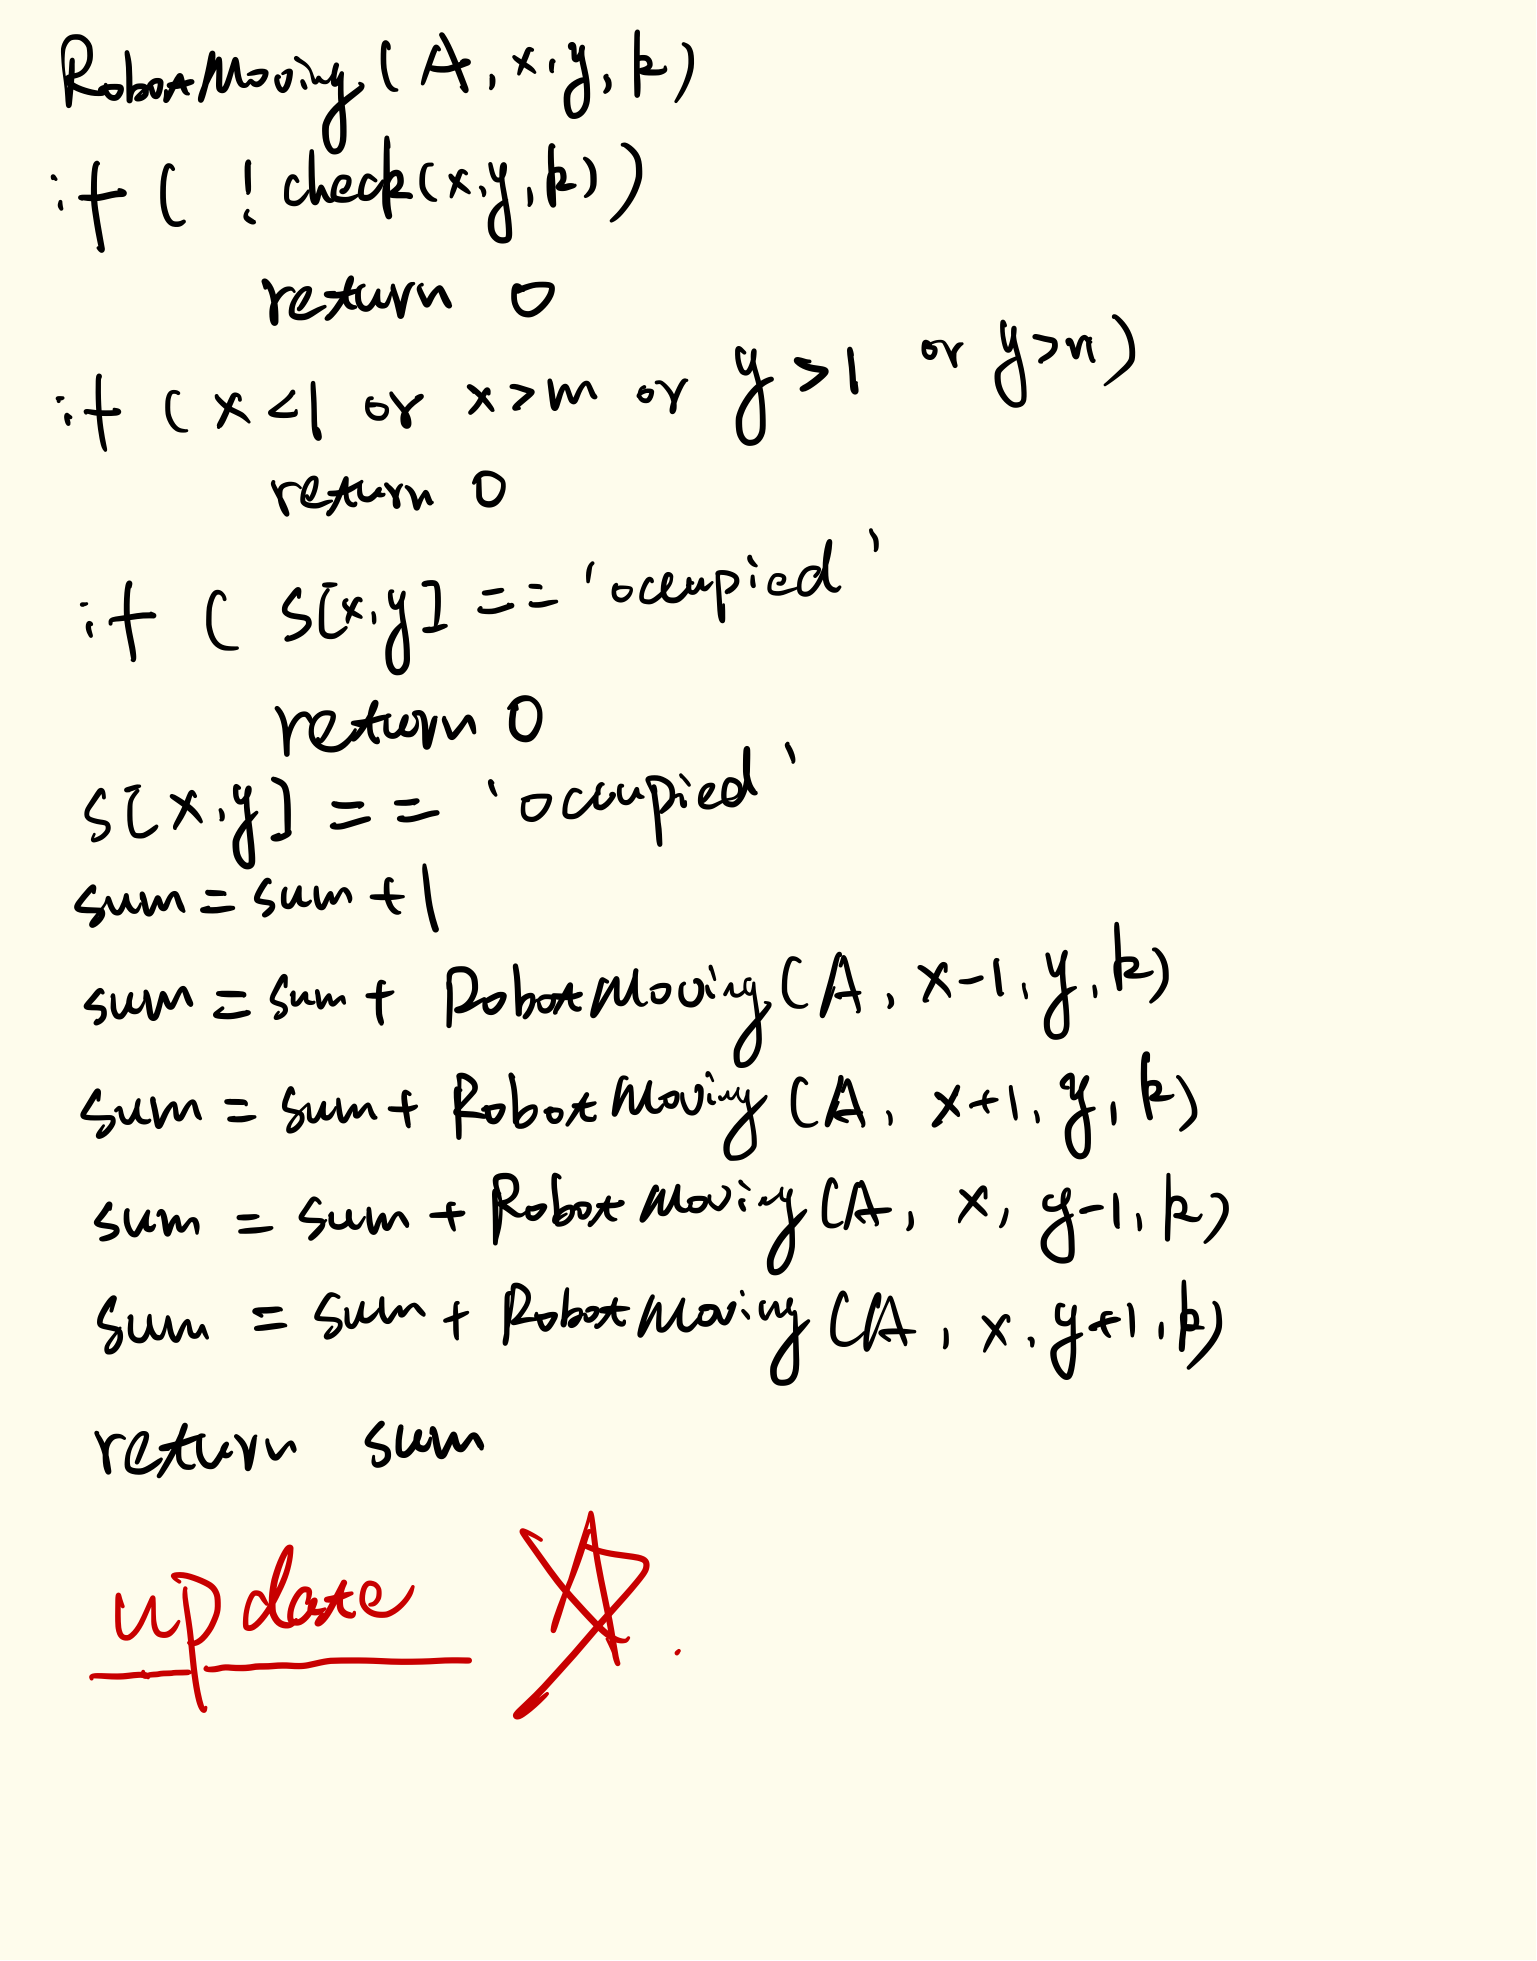 RobotMoving(A, x, y, k)
if ( ! check(x, y, k))
return 0
if ( x < 1 or x > m or y > 1 or y > n)
return 0
if ( S[x, y] == 'occupied'
return 0
S[x, y] == 'occupied'
sum = sum + 1
sum = sum + RobotMoving(A, x-1, y, k)
sum = sum + RobotMoving(A, x+1, y, k)
sum = sum + RobotMoving(A, x, y-1, k)
sum = sum + RobotMoving(A, x, y+1, k)
return sum
update